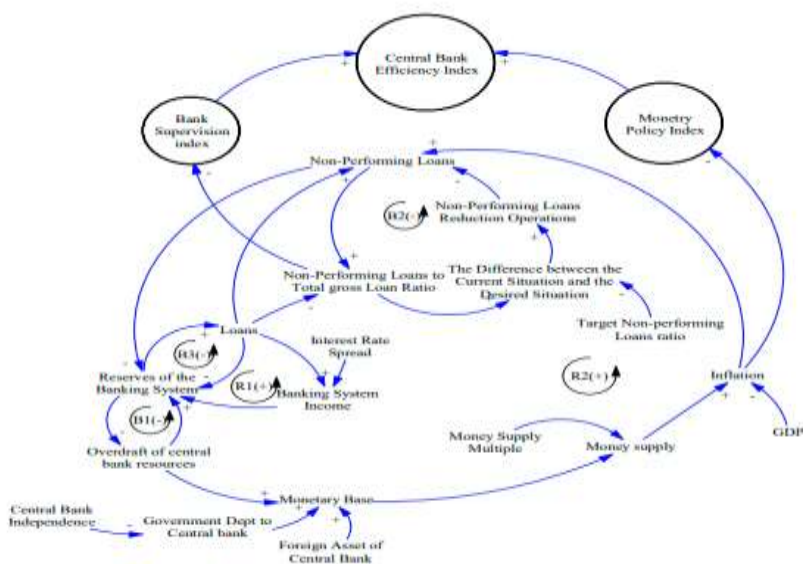 Central Bank
Efficiency Index
Bank
Supervision
index
Monetry
Policy Index
Non-Performing Loans
B2(-)
Non-Performing Loans
Reduction Operations
Non-Performing Loans to
Total gross Loan Ratio
The Difference between the
Current Situation and the
Desired Situation
Loans
Interest Rate
Spread
Target Non-performing
Loans ratio
B3(-)
R1(+)
R2(+)
Reserves of the
Banking System
Banking System
Income
Inflation
B1(-)
Overdraft of central
bank resources
Money Supply
Multiple
Money supply
GDP
Central Bank
Independence
Government Dept to
Central bank
Monetary Base
Foreign Asset of
Central Bank